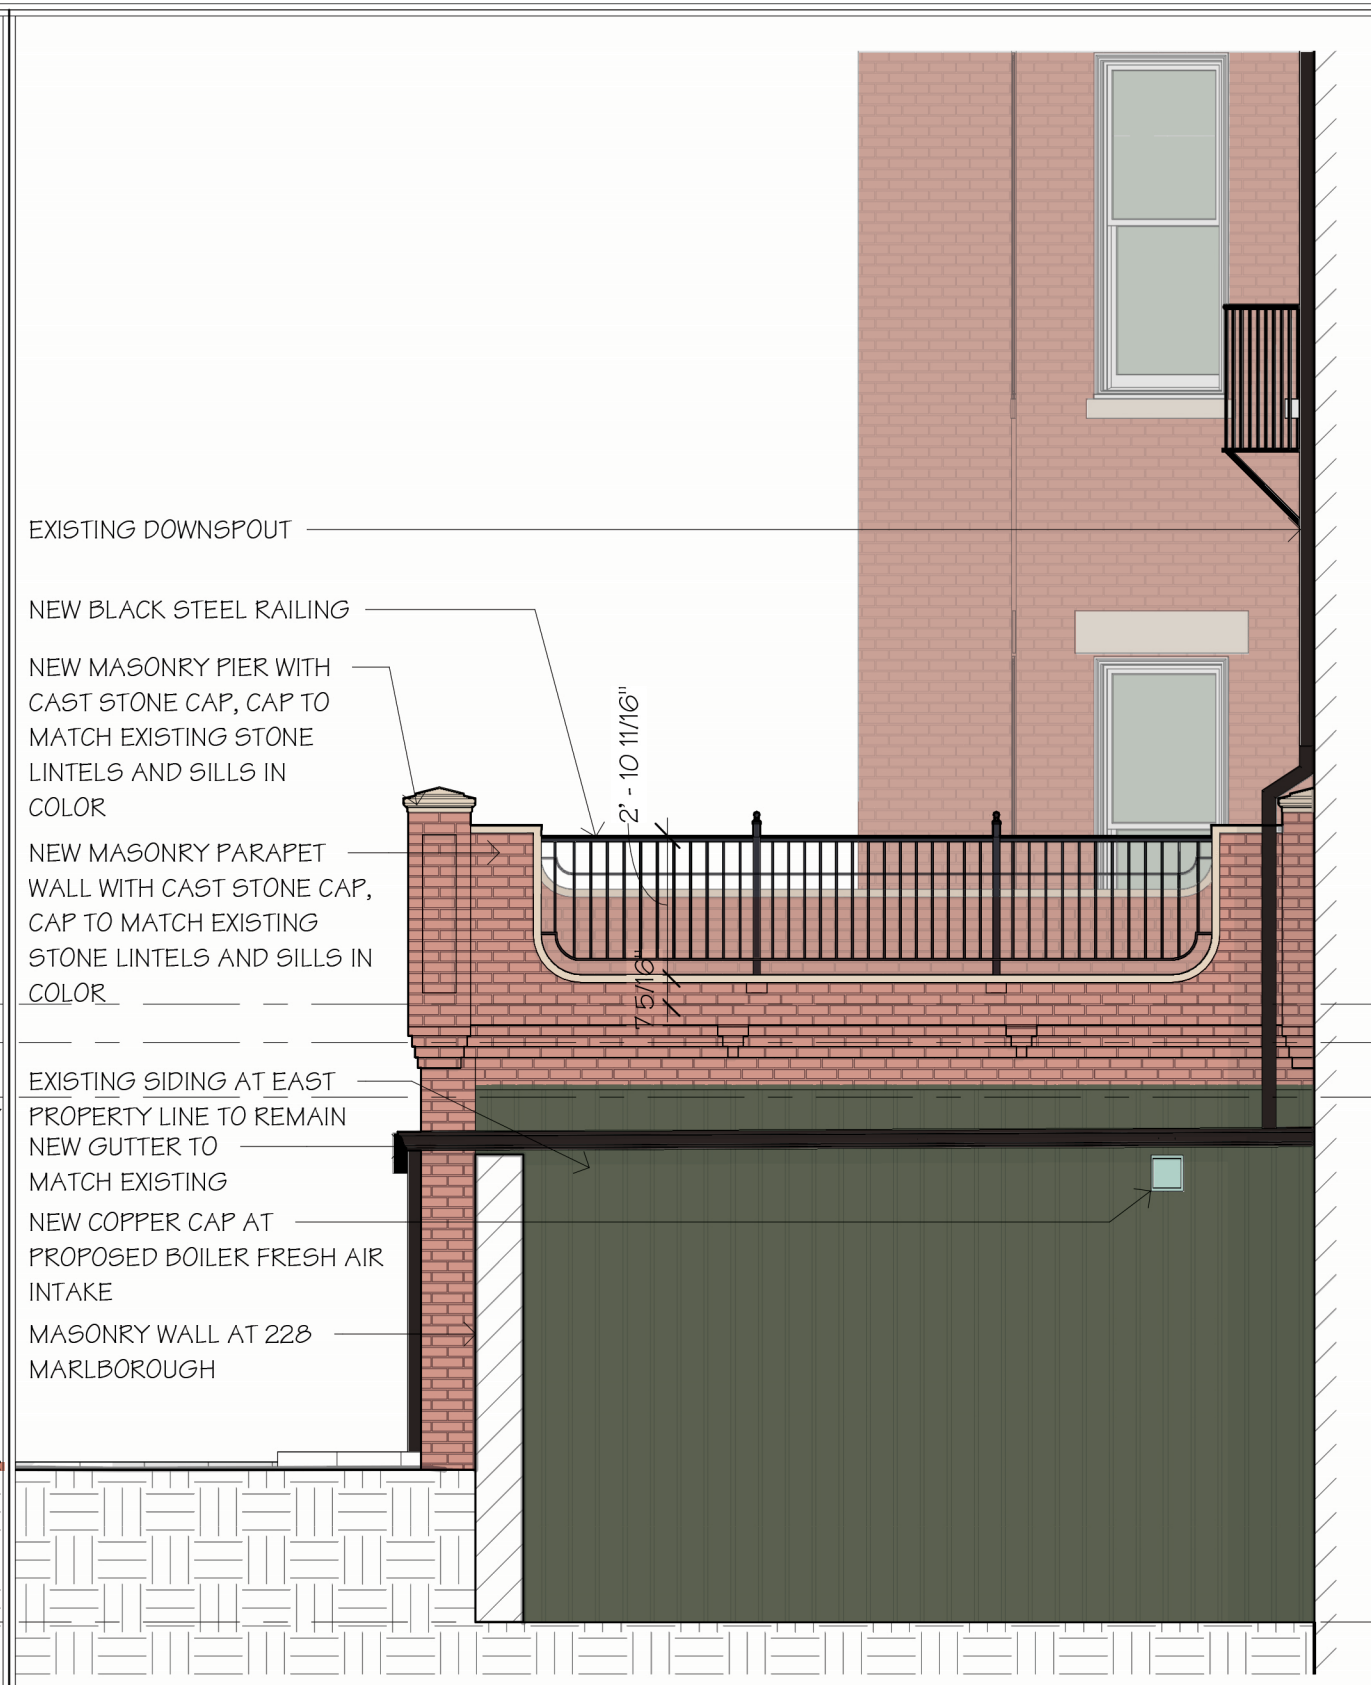 EXISTING DOWNSPOUT
NEW BLACK STEEL RAILING
NEW MASONRY PIER WITH
CAST STONE CAP, CAP TO
MATCH EXISTING STONE
LINTELS AND SILLS IN
COLOR
2' - 10 11/16"
NEW MASONRY PARAPET
WALL WITH CAST STONE CAP,
CAP TO MATCH EXISTING
STONE LINTELS AND SILLS IN
COLOR
7 5/16"
EXISTING SIDING AT EAST
PROPERTY LINE TO REMAIN
NEW GUTTER TO
MATCH EXISTING
NEW COPPER CAP AT
PROPOSED BOILER FRESH AIR
INTAKE
MASONRY WALL AT 228
MARLBOROUGH